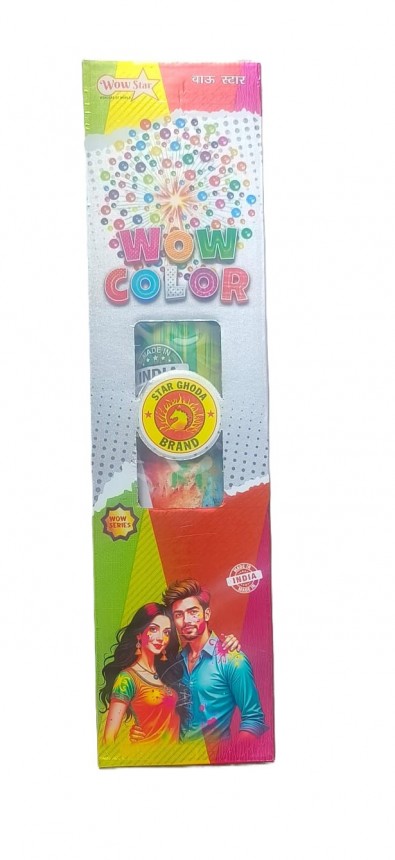 Wow Star
वाऊ स्टार
WOW
COLOR
MADE IN
INDIA
STAR GHODA
BRAND
WOW
SERIES
MADE IN
INDIA